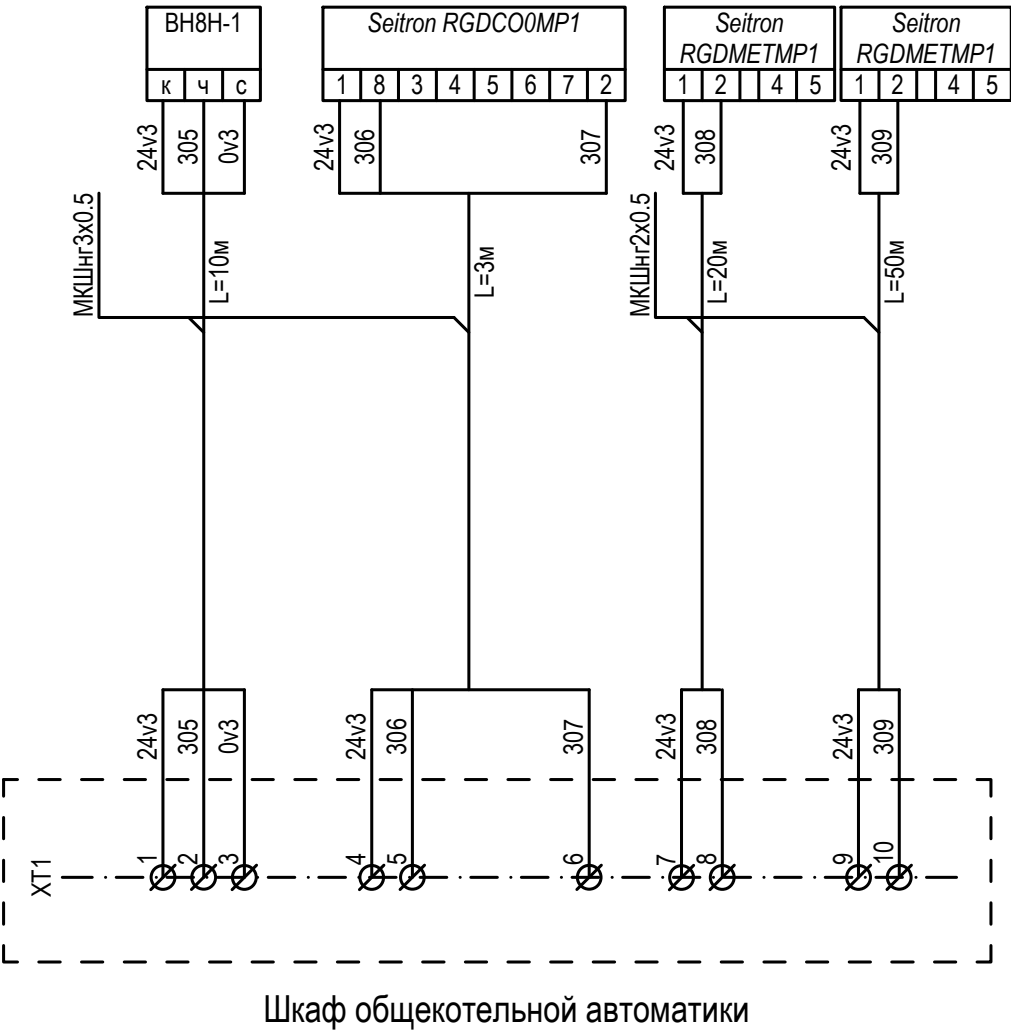 ВН8Н-1
к ч с
24v3
305
0v3
Seitron RGDCO0MP1
1 8 3 4 5 6 7 2
24v3
306
307
Seitron
RGDMETMP1
1 2 4 5
24v3
308
Seitron
RGDMETMP1
1 2 4 5
24v3
309
МКШнг3х0.5
L=10м
L=3м
МКШнг2х0.5
L=20м
L=50м
24v3
305
0v3
24v3
306
307
24v3
308
24v3
309
XT1
1
2
3
4
5
6
7
8
9
10
Шкаф общекотельной автоматики